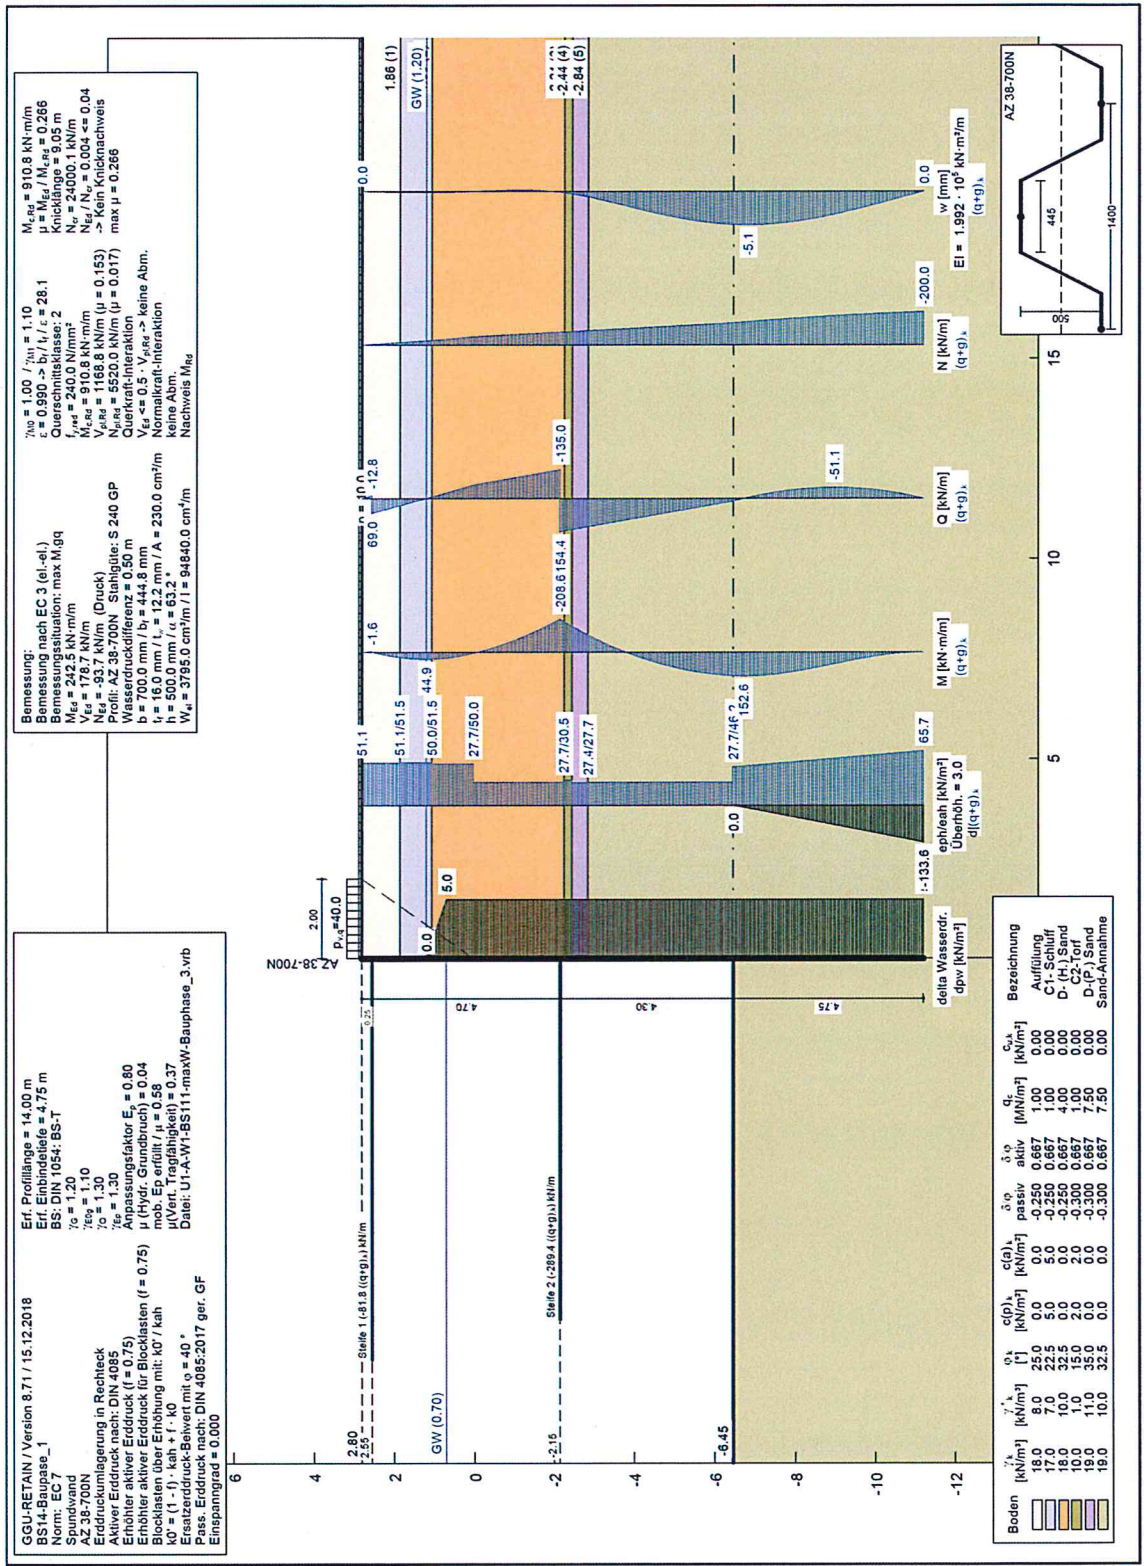 GGU-RETAIN / Version 8.71 / 15.12.2018
BS14-Baupase_1
Norm: EC 7
Spundwand
AZ 38-700N
Erddruckumlagerung in Rechteck
Aktiver Erddruck nach: DIN 4085
Erhöhter aktiver Erddruck (f = 0.75)
Erhöhter aktiver Erddruck für Blocklasten (f = 0.75)
Blocklasten über Erhöhung mit: k0' / kah
k0' = (1 - f) · kah + f · k0
Ersatzerddruck-Beiwert mit φ = 40 °
Pass. Erddruck nach: DIN 4085:2017 ger. GF
Einspanngrad = 0.000
Erf. Profillänge = 14.00 m
Erf. Einbindetiefe = 4.75 m
BS: DIN 1054: BS-T
γG = 1.20
γE0g = 1.10
γQ = 1.30
γEp = 1.30
Anpassungsfaktor Ep = 0.80
μ (Hydr. Grundbruch) = 0.04
mob. Ep erfüllt / μ = 0.58
μ(Vert. Tragfähigkeit) = 0.37
Datei: U1-A-W1-BS111-maxW-Bauphase_3.vrb
Bemessung:
Bemessung nach EC 3 (el.-el.)
Bemessungssituation: max M,gq
MEd = 242.5 kN·m/m
VEd = 178.7 kN/m
NEd = -93.7 kN/m (Druck)
Profil: AZ 38-700N Stahlgüte: S 240 GP
Wasserdruckdifferenz = 0.50 m
b = 700.0 mm / bf = 444.8 mm
tf = 16.0 mm / tw = 12.2 mm / A = 230.0 cm²/m
h = 500.0 mm / α = 63.2 °
Wel = 3795.0 cm³/m / I = 94840.0 cm⁴/m
γM0 = 1.00 / γM1 = 1.10
ε = 0.990 -> bf / tf / ε = 28.1
Querschnittsklasse: 2
fy,red = 240.0 N/mm²
Mc,Rd = 910.8 kN·m/m
Vpl,Rd = 1168.8 kN/m (μ = 0.153)
Npl,Rd = 5520.0 kN/m (μ = 0.017)
Querkraft-Interaktion
VEd <= 0.5 · Vpl,Rd -> keine Abm.
Normalkraft-Interaktion
keine Abm.
Nachweis MRd
Mc,Rd = 910.8 kN·m/m
μ = MEd / Mc,Rd = 0.266
Knicklänge = 9.05 m
Ncr = 24000.1 kN/m
NEd / Ncr = 0.004 <= 0.04
-> Kein Knicknachweis
max μ = 0.266
6
4
2
0
-2
-4
-6
-8
-10
-12
2.80
2.55
Steife 1 (-81.8 ((q+g)k) kN/m
GW (0.70)
-2.15
Steife 2 (-289.4 ((q+g)k) kN/m
-6.45
0.25
4.70
4.30
4.75
AZ 38-700N
2.00
pv,q=40.0
0.0
5.0
delta Wasserdr.
dpw [kN/m²]
51.1
51.1/51.5
50.0/51.5
27.7/50.0
27.7/30.5
27.4/27.7
0.0
65.7
-133.6
eph/eah [kN/m²]
Überhöh. = 3.0
d|(q+g)k
-1.6
44.9
-208.6
152.6
M [kN·m/m]
(q+g)k
-12.8
69.0
-135.0
154.4
-51.1
Q [kN/m]
(q+g)k
-200.0
N [kN/m]
(q+g)k
0.0
-5.1
0.0
w [mm]
(q+g)k
EI = 1.992 · 10⁵ kN·m²/m
1.86 (1)
GW (1.20)
-2.44 (4)
-2.84 (5)
5
10
15
Boden γk [kN/m³] γ'k [kN/m³] φk [°] c(p)k [kN/m²] c(a)k [kN/m²] δ/φ passiv δ/φ aktiv qc [MN/m²] cu,k [kN/m²] Bezeichnung
18.0 8.0 25.0 0.0 0.0 -0.250 0.667 1.00 0.00 Auffüllung
17.0 7.0 22.5 5.0 5.0 -0.250 0.667 1.00 0.00 C1- Schluff
18.0 10.0 32.5 0.0 0.0 -0.250 0.667 4.00 0.00 D- (H.) Sand
10.0 1.0 15.0 2.0 2.0 -0.300 0.667 1.00 0.00 C2-Torf
19.0 11.0 35.0 0.0 0.0 -0.300 0.667 7.50 0.00 D-(P.) Sand
19.0 10.0 32.5 0.0 0.0 -0.300 0.667 7.50 0.00 Sand-Annahme
AZ 38-700N
500
445
1400